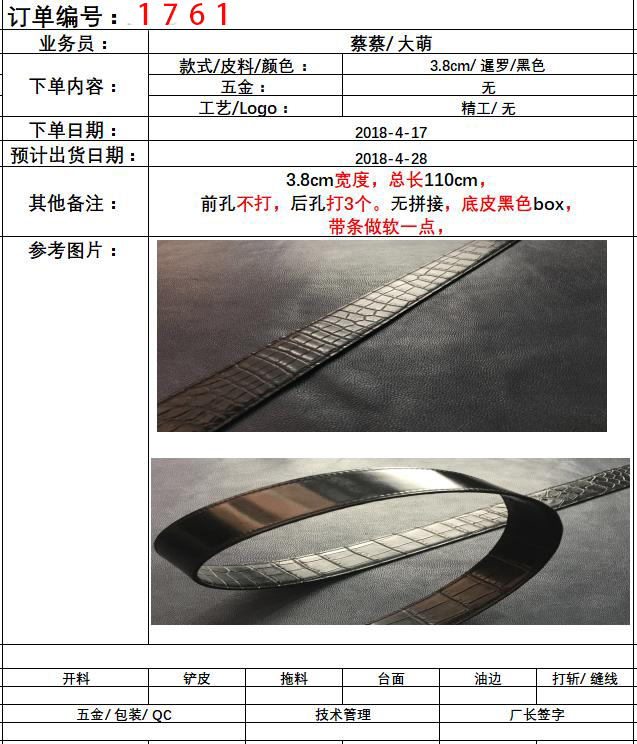 订单编号：1761
业务员： 蔡蔡/大萌
下单内容： 款式/皮料/颜色： 3.8cm/ 暹罗/黑色
五金： 无
工艺/Logo： 精工/ 无
下单日期： 2018-4-17
预计出货日期： 2018-4-28
其他备注： 3.8cm宽度，总长110cm，
前孔不打，后孔打3个。无拼接，底皮黑色box，
带条做软一点，
参考图片：
开料 铲皮 拖料 台面 油边 打斩/ 缝线
五金/ 包装/ QC 技术管理 厂长签字